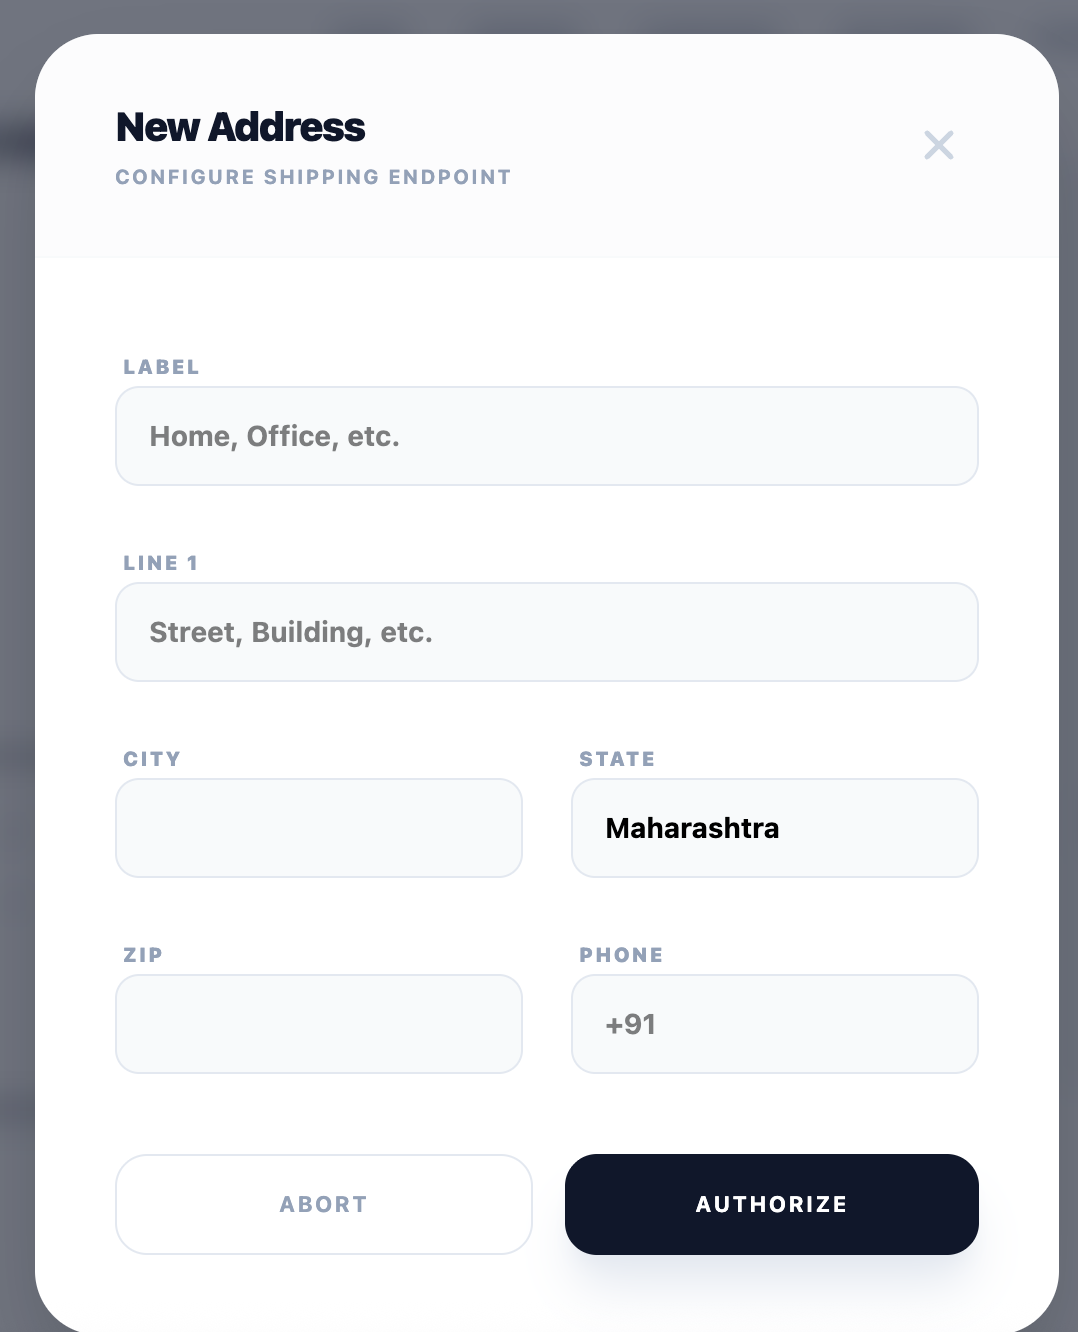 New Address
CONFIGURE SHIPPING ENDPOINT
LABEL
Home, Office, etc.
LINE 1
Street, Building, etc.
CITY
STATE
Maharashtra
ZIP
PHONE
+91
ABORT
AUTHORIZE